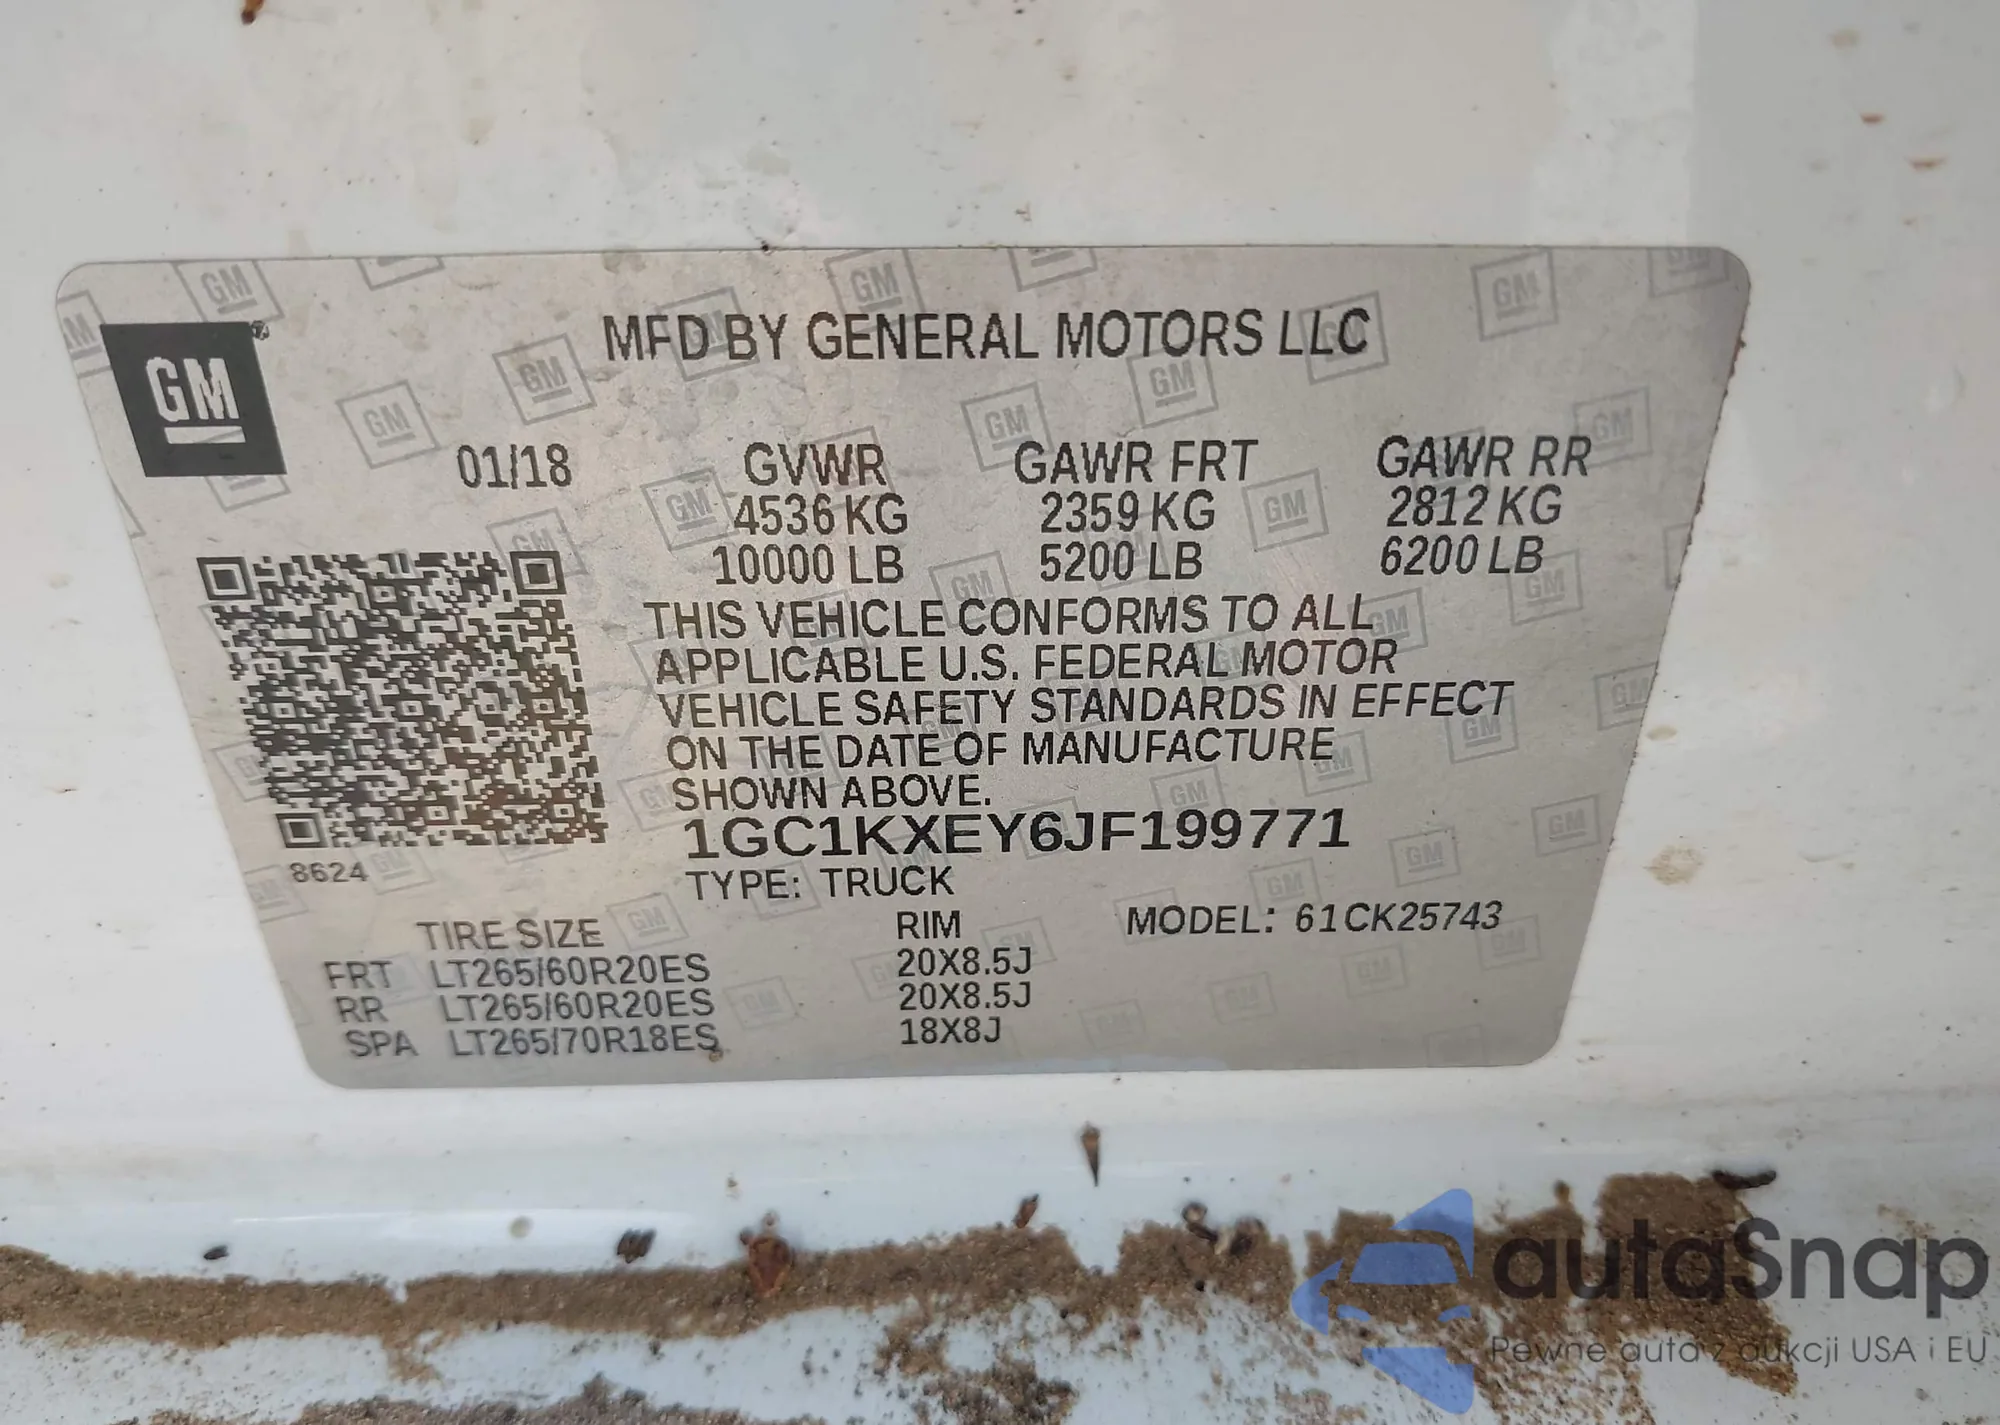 GM
MFD BY GENERAL MOTORS LLC
01/18 GVWR GAWR FRT GAWR RR
4536 KG 2359 KG 2812 KG
10000 LB 5200 LB 6200 LB
THIS VEHICLE CONFORMS TO ALL
APPLICABLE U.S. FEDERAL MOTOR
VEHICLE SAFETY STANDARDS IN EFFECT
ON THE DATE OF MANUFACTURE
SHOWN ABOVE.
1GC1KXEY6JF199771
8624
TYPE: TRUCK
TIRE SIZE RIM MODEL: 61CK25743
FRT LT265/60R20ES 20X8.5J
RR LT265/60R20ES 20X8.5J
SPA LT265/70R18ES 18X8J
autaSnap
Pewne auta z aukcji USA i EU